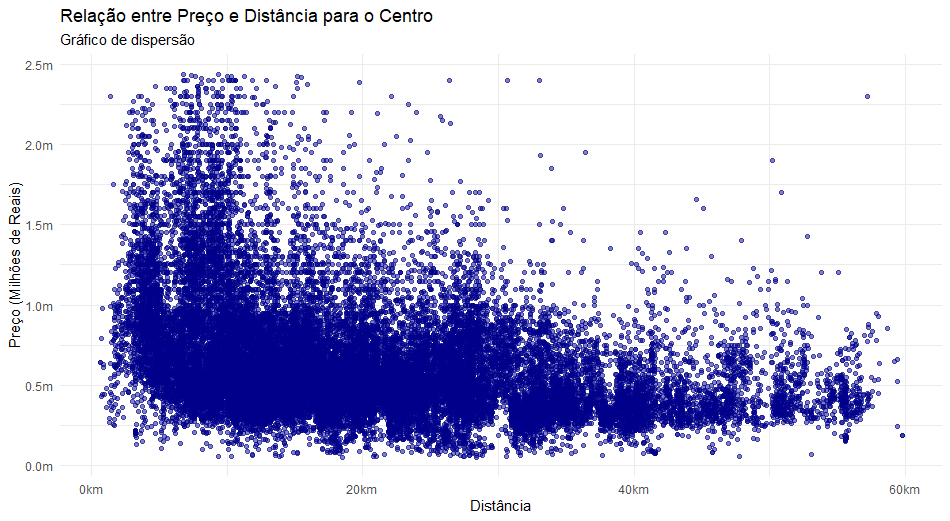 Relação entre Preço e Distância para o Centro
Gráfico de dispersão
Preço (Milhões de Reais)
2.5m
2.0m
1.5m
1.0m
0.5m
0.0m
0km
20km
40km
60km
Distância